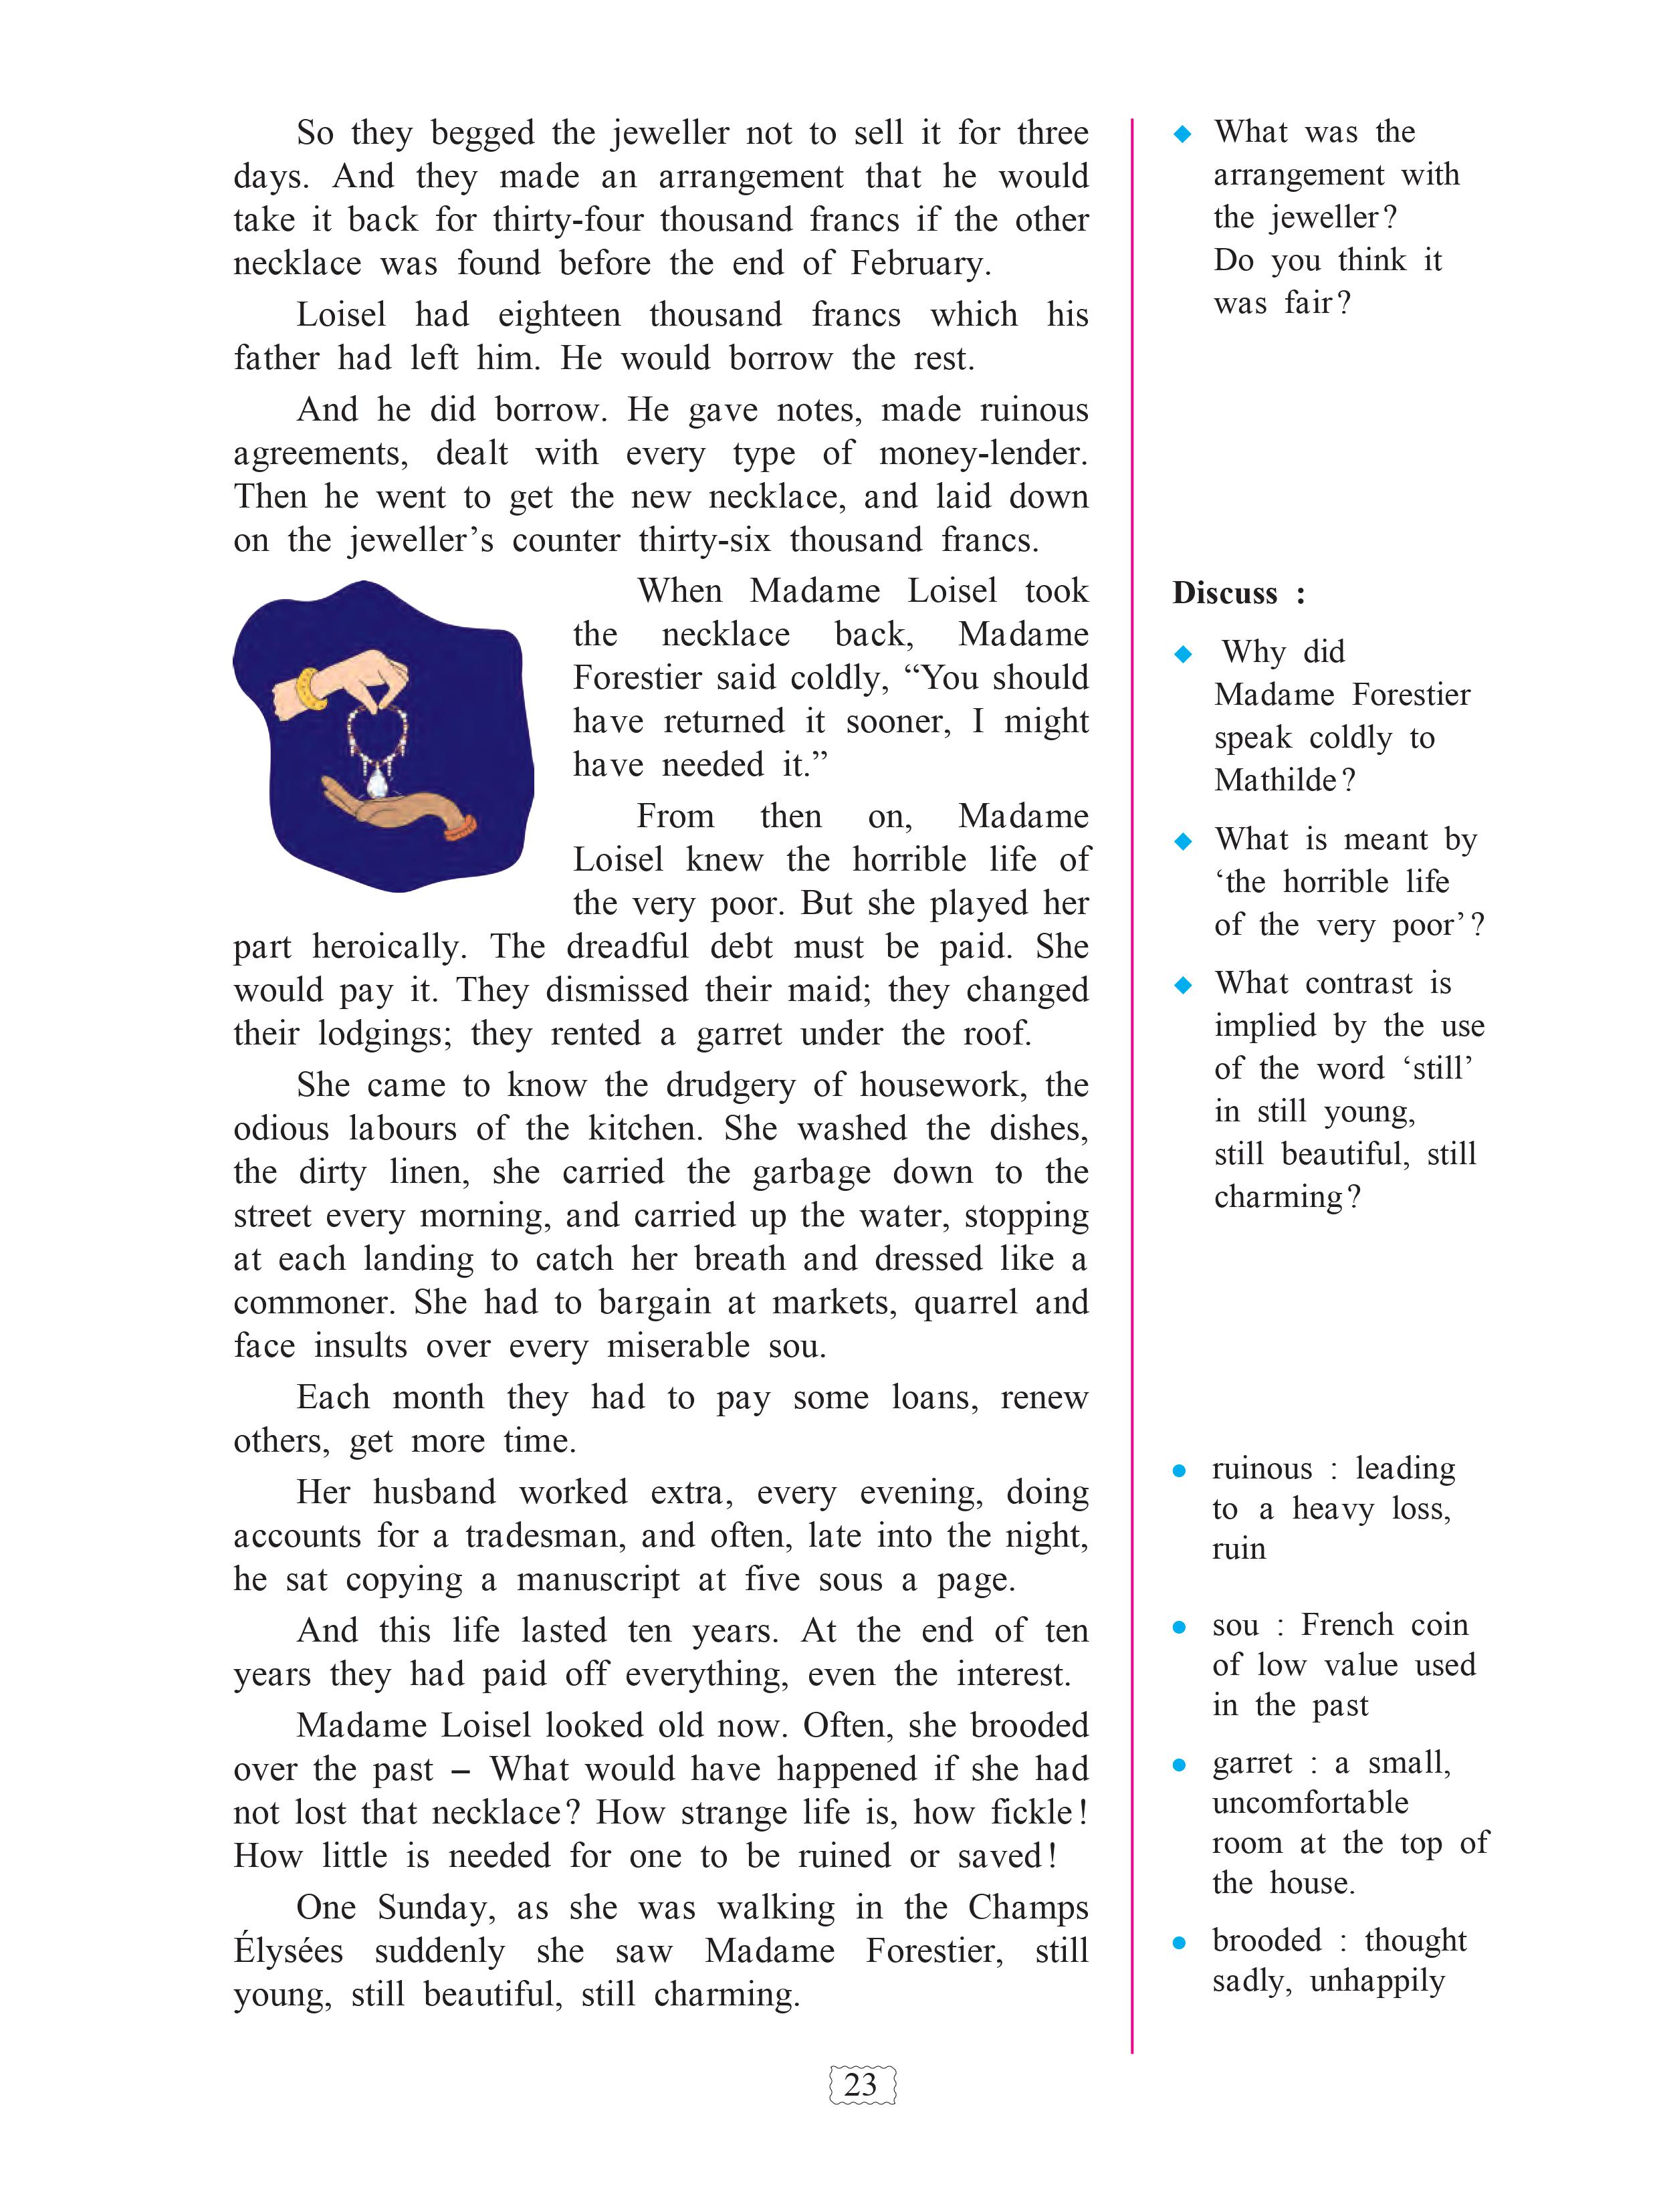 So they begged the jeweller not to sell it for three
days. And they made an arrangement that he would
take it back for thirty-four thousand francs if the other
necklace was found before the end of February.
Loisel had eighteen thousand francs which his
father had left him. He would borrow the rest.
And he did borrow. He gave notes, made ruinous
agreements, dealt with every type of money-lender.
Then he went to get the new necklace, and laid down
on the jeweller’s counter thirty-six thousand francs.
When Madame Loisel took
the necklace back, Madame
Forestier said coldly, “You should
have returned it sooner, I might
have needed it.”
From then on, Madame
Loisel knew the horrible life of
the very poor. But she played her
part heroically. The dreadful debt must be paid. She
would pay it. They dismissed their maid; they changed
their lodgings; they rented a garret under the roof.
She came to know the drudgery of housework, the
odious labours of the kitchen. She washed the dishes,
the dirty linen, she carried the garbage down to the
street every morning, and carried up the water, stopping
at each landing to catch her breath and dressed like a
commoner. She had to bargain at markets, quarrel and
face insults over every miserable sou.
Each month they had to pay some loans, renew
others, get more time.
Her husband worked extra, every evening, doing
accounts for a tradesman, and often, late into the night,
he sat copying a manuscript at five sous a page.
And this life lasted ten years. At the end of ten
years they had paid off everything, even the interest.
Madame Loisel looked old now. Often, she brooded
over the past – What would have happened if she had
not lost that necklace? How strange life is, how fickle!
How little is needed for one to be ruined or saved!
One Sunday, as she was walking in the Champs
Élysées suddenly she saw Madame Forestier, still
young, still beautiful, still charming.
◆ What was the
arrangement with
the jeweller?
Do you think it
was fair?
Discuss :
◆ Why did
Madame Forestier
speak coldly to
Mathilde?
◆ What is meant by
‘the horrible life
of the very poor’?
◆ What contrast is
implied by the use
of the word ‘still’
in still young,
still beautiful, still
charming?
● ruinous : leading
to a heavy loss,
ruin
● sou : French coin
of low value used
in the past
● garret : a small,
uncomfortable
room at the top of
the house.
● brooded : thought
sadly, unhappily
23